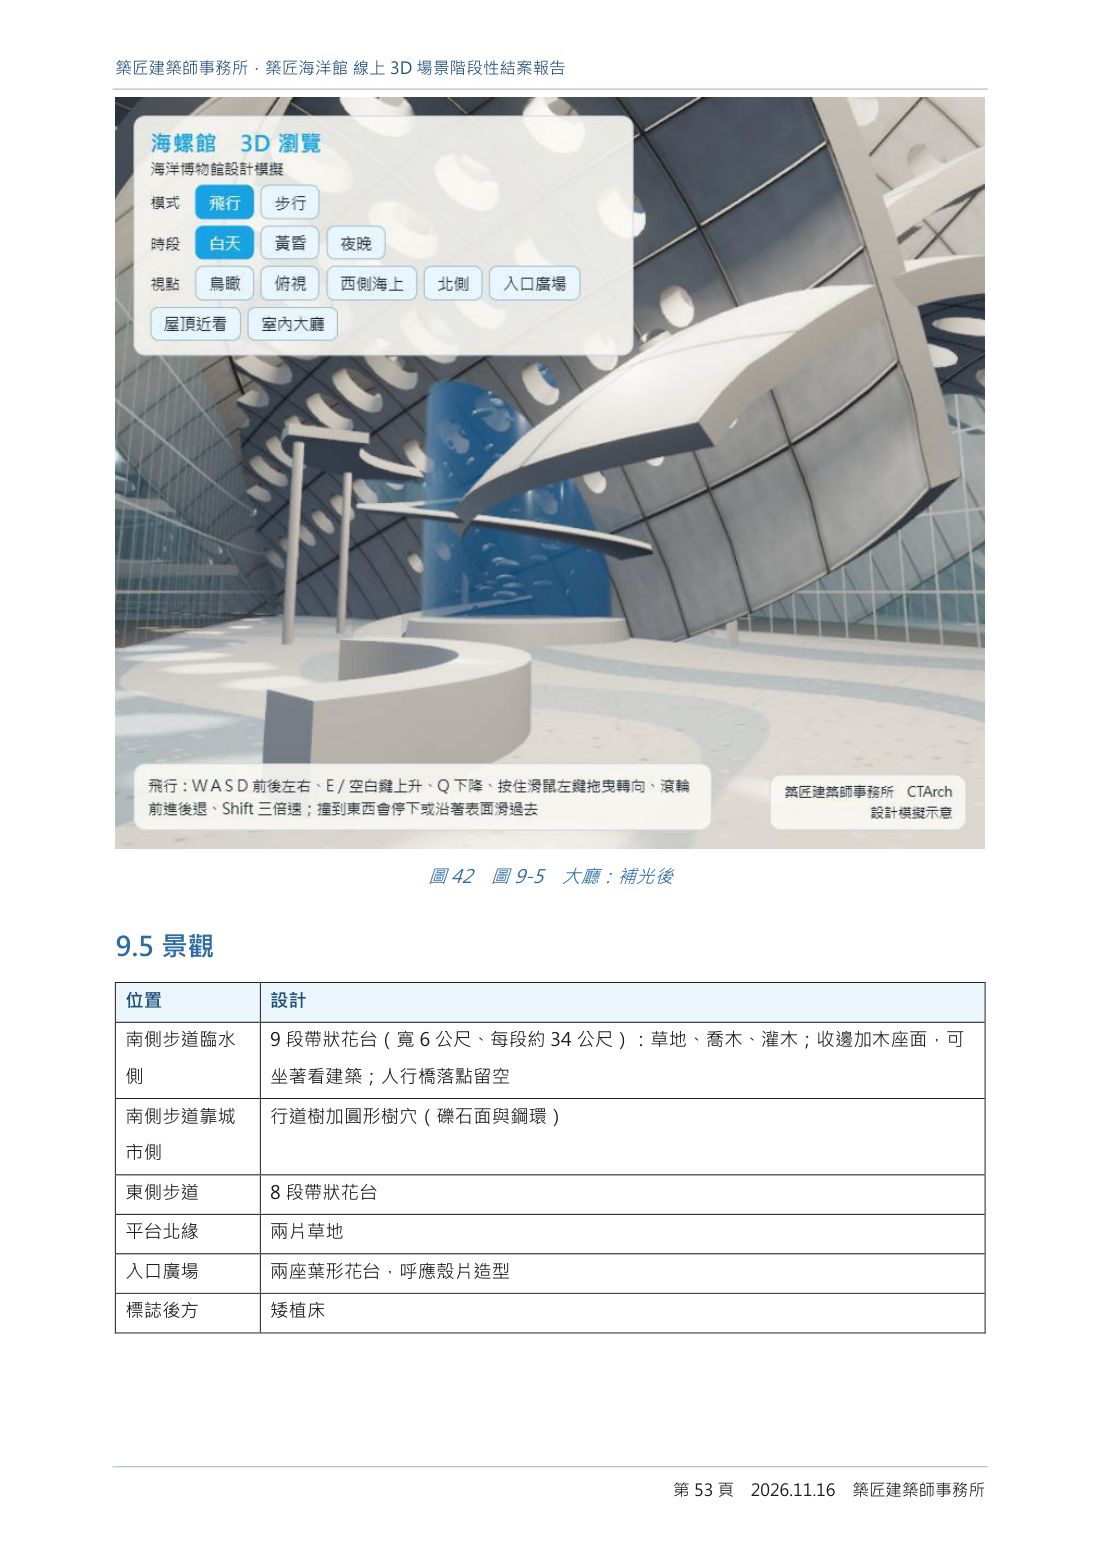 築匠建築師事務所．築匠海洋館 線上 3D 場景階段性結案報告
海螺館　3D 瀏覽
海洋博物館設計模擬
模式 飛行 步行
時段 白天 黃昏 夜晚
視點 鳥瞰 俯視 西側海上 北側 入口廣場
屋頂近看 室內大廳
飛行：W A S D 前後左右、E / 空白鍵上升、Q 下降、按住滑鼠左鍵拖曳轉向、滾輪
前進後退、Shift 三倍速；撞到東西會停下或沿著表面滑過去
築匠建築師事務所　CTArch
設計模擬示意
圖 42　圖 9-5　大廳：補光後
9.5 景觀
位置 設計
南側步道臨水
側
9 段帶狀花台（寬 6 公尺、每段約 34 公尺）：草地、喬木、灌木；收邊加木座面，可
坐著看建築；人行橋落點留空
南側步道靠城
市側
行道樹加圓形樹穴（礫石面與鋼環）
東側步道 8 段帶狀花台
平台北緣 兩片草地
入口廣場 兩座葉形花台，呼應殼片造型
標誌後方 矮植床
第 53 頁　2026.11.16　築匠建築師事務所